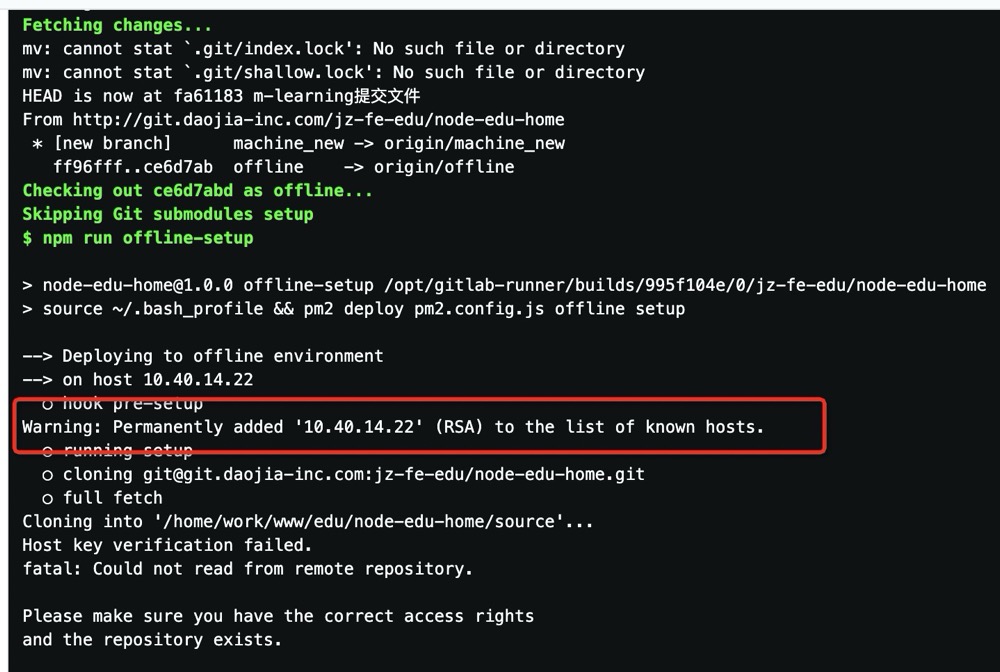 Fetching changes...
mv: cannot stat `.git/index.lock': No such file or directory
mv: cannot stat `.git/shallow.lock': No such file or directory
HEAD is now at fa61183 m-learning提交文件
From http://git.daojia-inc.com/jz-fe-edu/node-edu-home
* [new branch] machine_new -> origin/machine_new
ff96fff..ce6d7ab offline -> origin/offline
Checking out ce6d7abd as offline...
Skipping Git submodules setup
$ npm run offline-setup
> node-edu-home@1.0.0 offline-setup /opt/gitlab-runner/builds/995f104e/0/jz-fe-edu/node-edu-home
> source ~/.bash_profile && pm2 deploy pm2.config.js offline setup
--> Deploying to offline environment
--> on host 10.40.14.22
○ hook pre-setup
Warning: Permanently added '10.40.14.22' (RSA) to the list of known hosts.
○ running setup
○ cloning git@git.daojia-inc.com:jz-fe-edu/node-edu-home.git
○ full fetch
Cloning into '/home/work/www/edu/node-edu-home/source'...
Host key verification failed.
fatal: Could not read from remote repository.
Please make sure you have the correct access rights
and the repository exists.